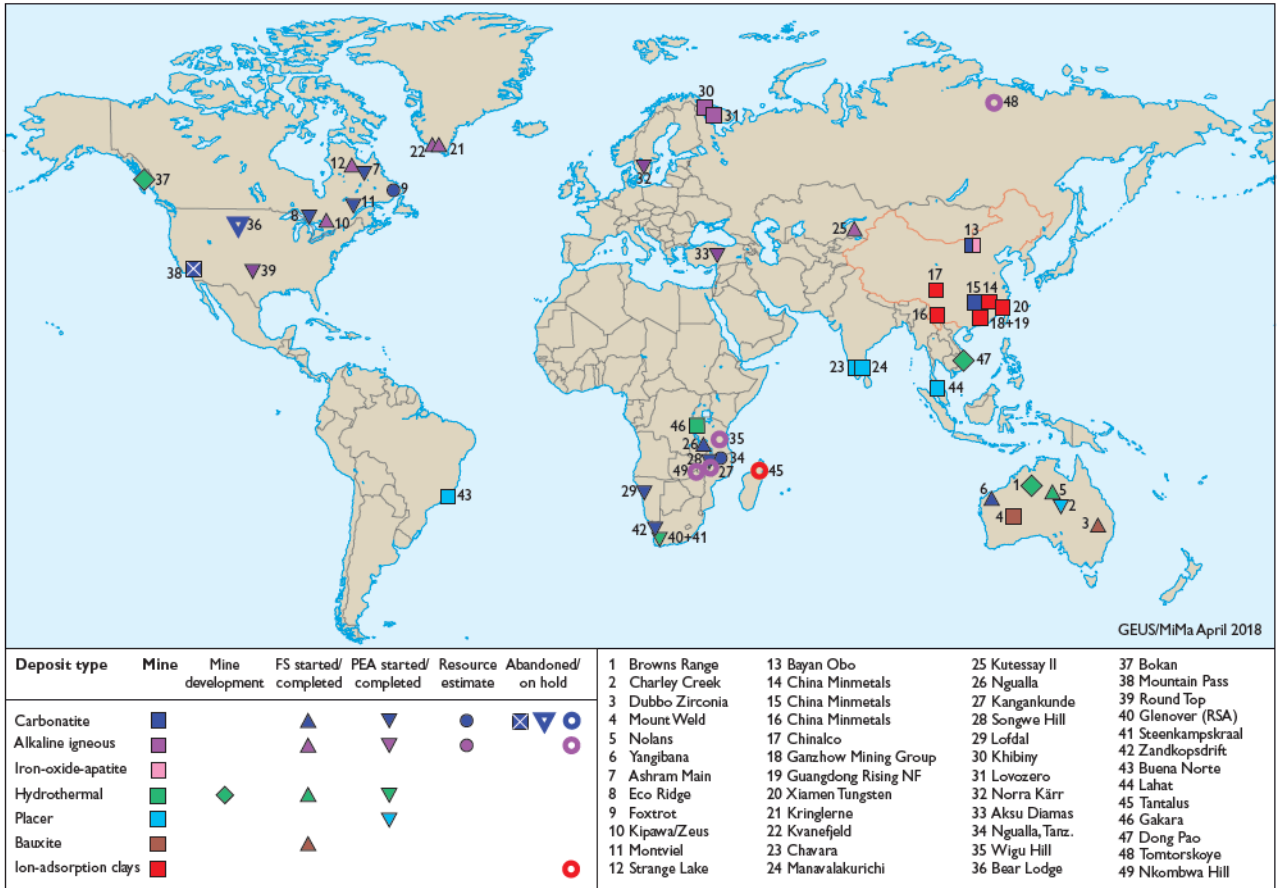 30
31
48
22
21
12
7
9
37
32
11
8
10
36
25
13
33
38
39
17
15
14
20
16
18+19
47
23
24
44
46
35
26
28
34
49
27
45
1
5
6
2
29
43
4
3
42
40+41
GEUS/MiMa April 2018
Deposit type
Mine
Mine
development
FS started/
completed
PEA started/
completed
Resource
estimate
Abandoned/
on hold
Carbonatite
Alkaline igneous
Iron-oxide-apatite
Hydrothermal
Placer
Bauxite
Ion-adsorption clays
1 Browns Range
2 Charley Creek
3 Dubbo Zirconia
4 Mount Weld
5 Nolans
6 Yangibana
7 Ashram Main
8 Eco Ridge
9 Foxtrot
10 Kipawa/Zeus
11 Montviel
12 Strange Lake
13 Bayan Obo
14 China Minmetals
15 China Minmetals
16 China Minmetals
17 Chinalco
18 Ganzhow Mining Group
19 Guangdong Rising NF
20 Xiamen Tungsten
21 Kringlerne
22 Kvanefjeld
23 Chavara
24 Manavalakurichi
25 Kutessay II
26 Ngualla
27 Kangankunde
28 Songwe Hill
29 Lofdal
30 Khibiny
31 Lovozero
32 Norra Kärr
33 Aksu Diamas
34 Ngualla, Tanz.
35 Wigu Hill
36 Bear Lodge
37 Bokan
38 Mountain Pass
39 Round Top
40 Glenover (RSA)
41 Steenkampskraal
42 Zandkopsdrift
43 Buena Norte
44 Lahat
45 Tantalus
46 Gakara
47 Dong Pao
48 Tomtorskoye
49 Nkombwa Hill